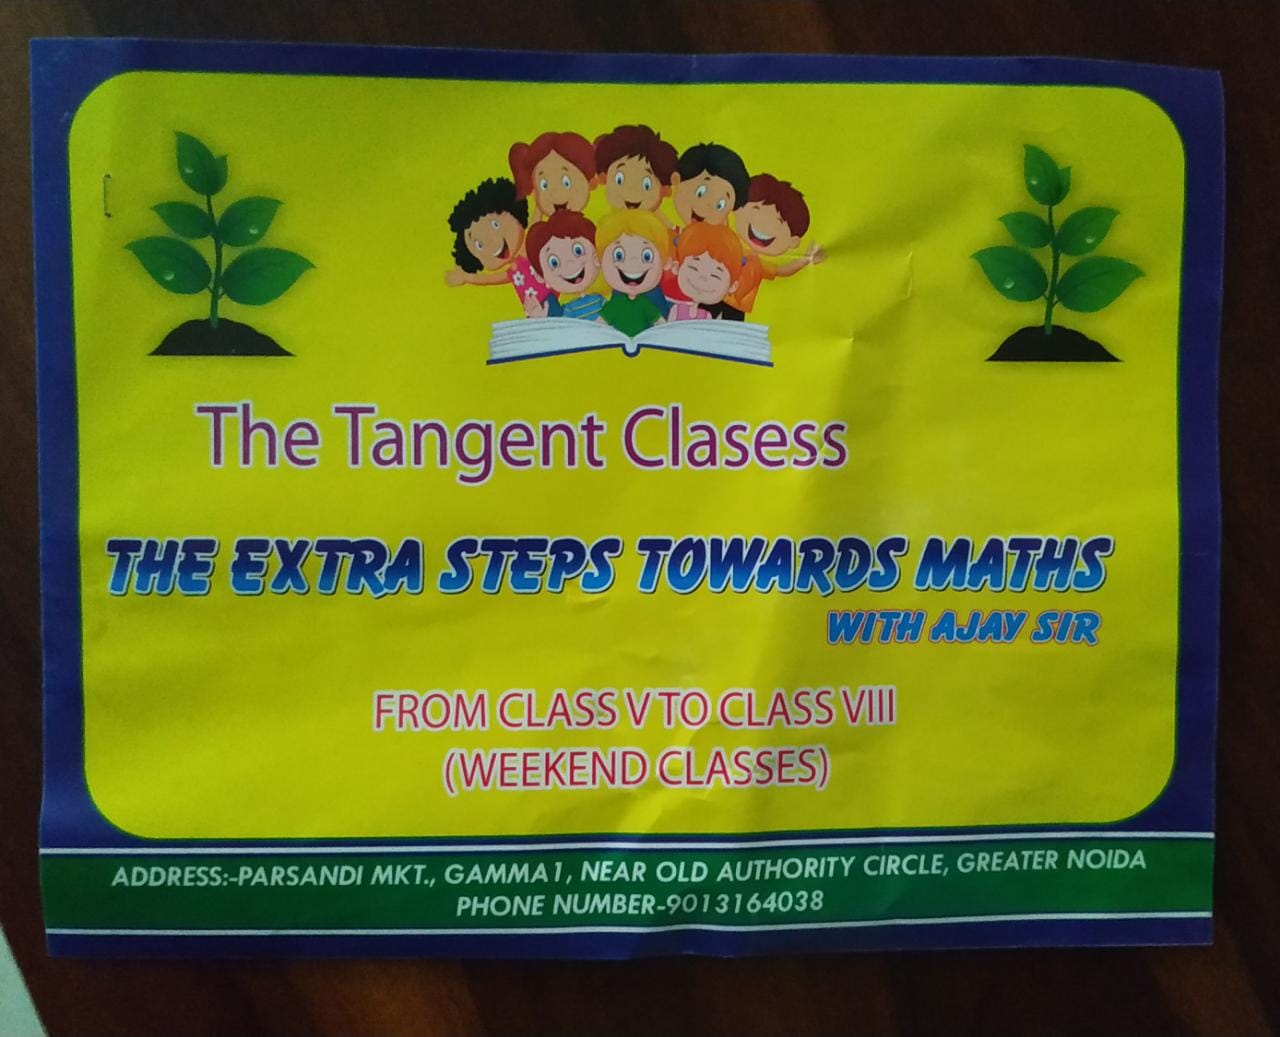 The Tangent Clasess
THE EXTRA STEPS TOWARDS MATHS
WITH AJAY SIR
FROM CLASS V TO CLASS VIII
(WEEKEND CLASSES)
ADDRESS:-PARSANDI MKT., GAMMA1, NEAR OLD AUTHORITY CIRCLE, GREATER NOIDA
PHONE NUMBER-9013164038